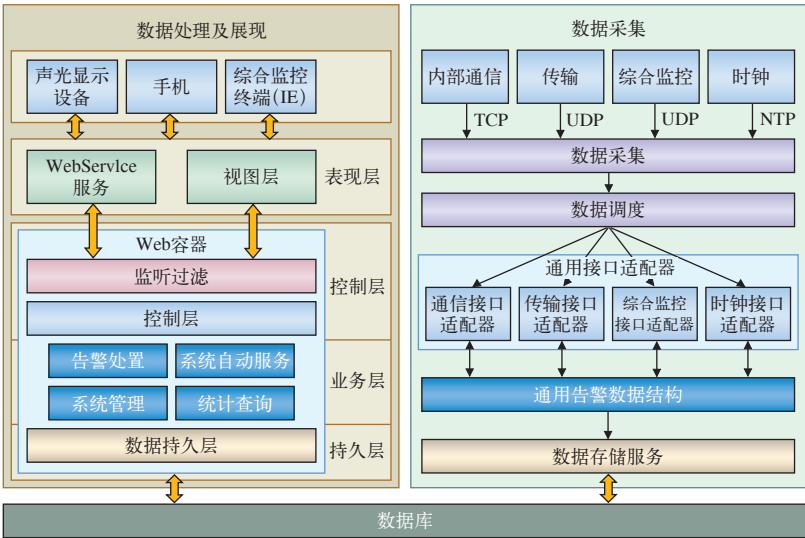 数据处理及展现
声光显示
设备
手机
综合监控
终端(IE)
WebServlce
服务
视图层
表现层
Web容器
监听过滤
控制层
控制层
告警处置
系统自动服务
业务层
系统管理
统计查询
数据持久层
持久层
数据采集
内部通信
传输
综合监控
时钟
TCP
UDP
UDP
NTP
数据采集
数据调度
通用接口适配器
通信接口
适配器
传输接口
适配器
综合监控
接口适配器
时钟接口
适配器
通用告警数据结构
数据存储服务
数据库